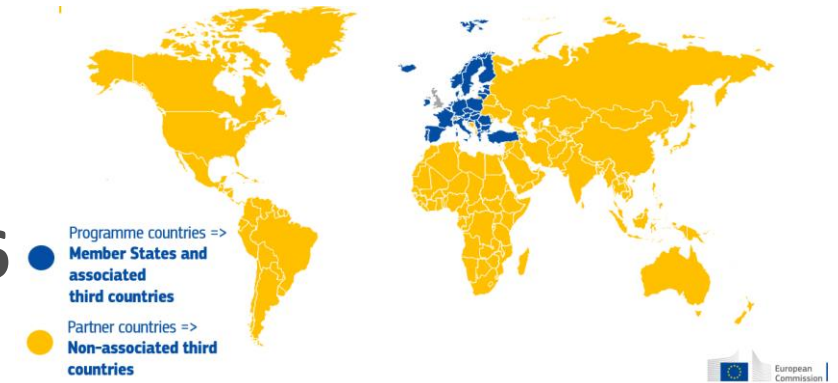 s
Programme countries =>
Member States and
associated
third countries
Partner countries =>
Non-associated third
countries
European
Commission